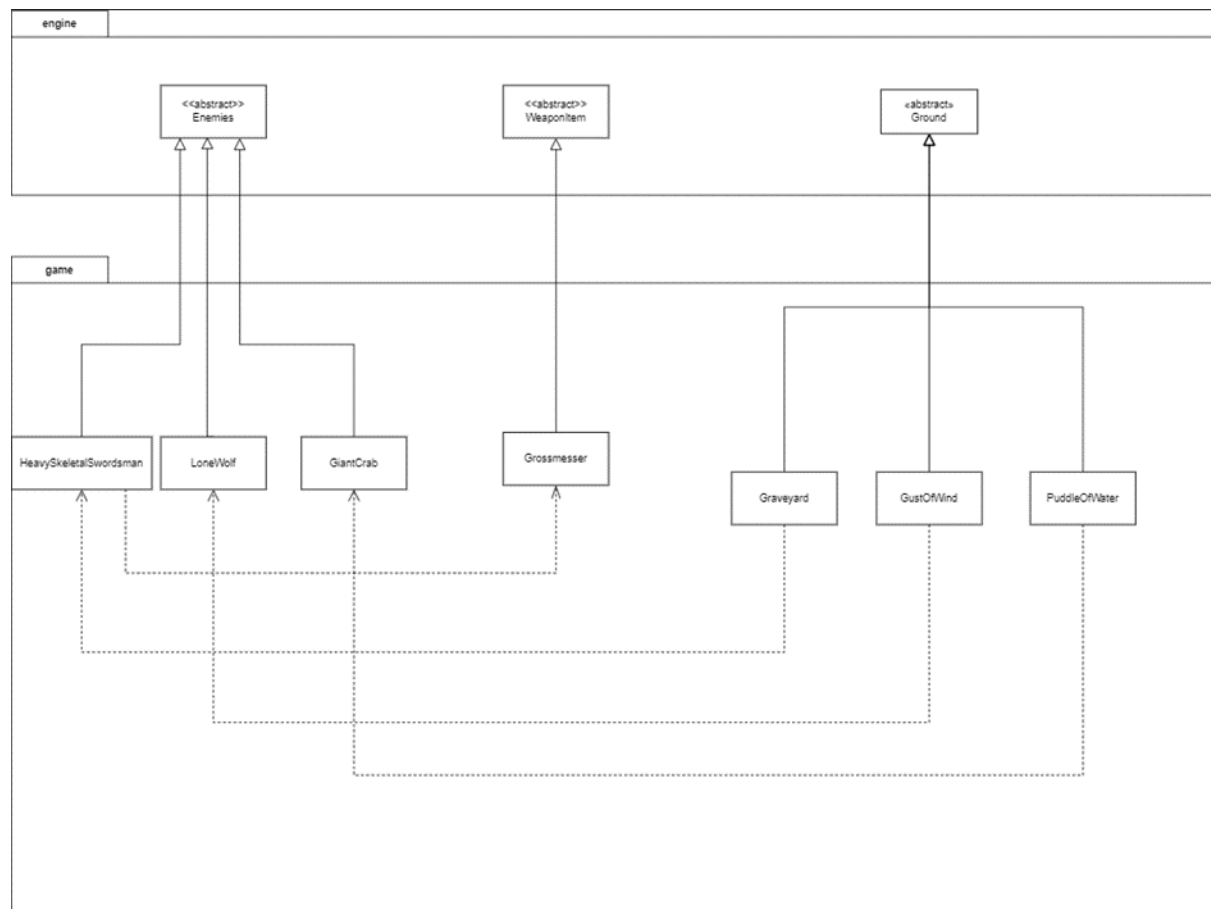 engine
<<abstract>>
Enemies
<<abstract>>
WeaponItem
«abstract»
Ground
game
HeavySkeletalSwordsman
LoneWolf
GiantCrab
Grossmesser
Graveyard
GustOfWind
PuddleOfWater